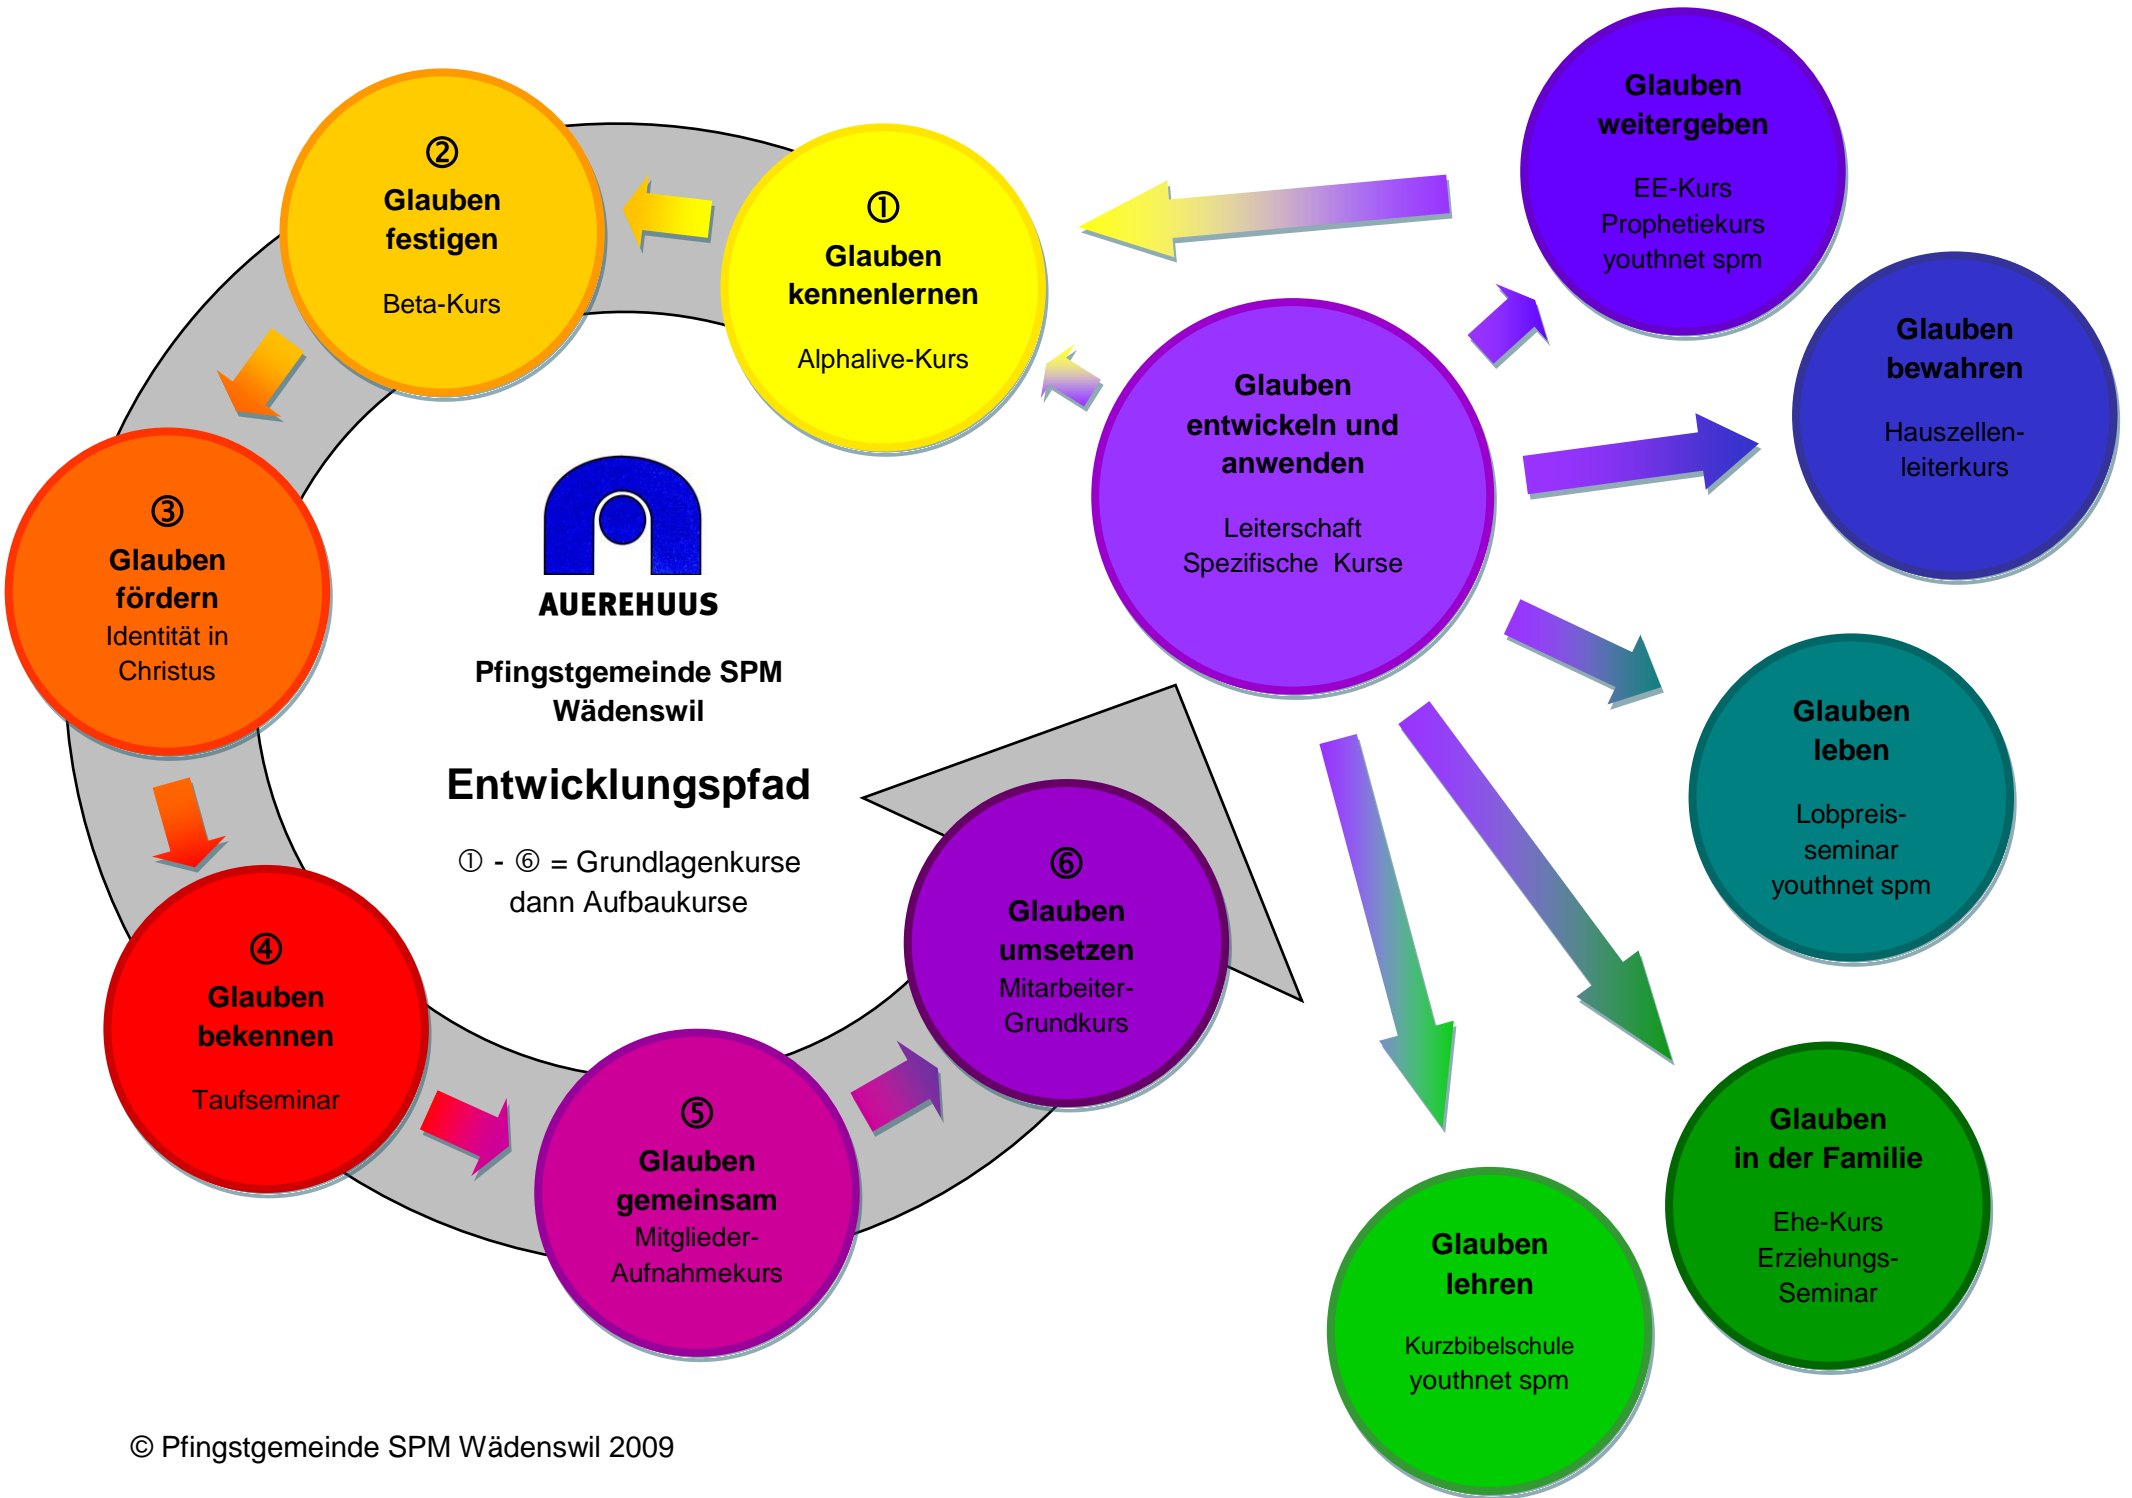 ①
Glauben
kennenlernen
Alphalive-Kurs
②
Glauben
festigen
Beta-Kurs
③
Glauben
fördern
Identität in
Christus
④
Glauben
bekennen
Taufseminar
⑤
Glauben
gemeinsam
Mitglieder-
Aufnahmekurs
⑥
Glauben
umsetzen
Mitarbeiter-
Grundkurs
AUEREHUUS
Pfingstgemeinde SPM
Wädenswil
Entwicklungspfad
① - ⑥ = Grundlagenkurse
dann Aufbaukurse
Glauben
entwickeln und
anwenden
Leiterschaft
Spezifische  Kurse
Glauben
weitergeben
EE-Kurs
Prophetiekurs
youthnet spm
Glauben
bewahren
Hauszellen-
leiterkurs
Glauben
leben
Lobpreis-
seminar
youthnet spm
Glauben
in der Familie
Ehe-Kurs
Erziehungs-
Seminar
Glauben
lehren
Kurzbibelschule
youthnet spm
© Pfingstgemeinde SPM Wädenswil 2009